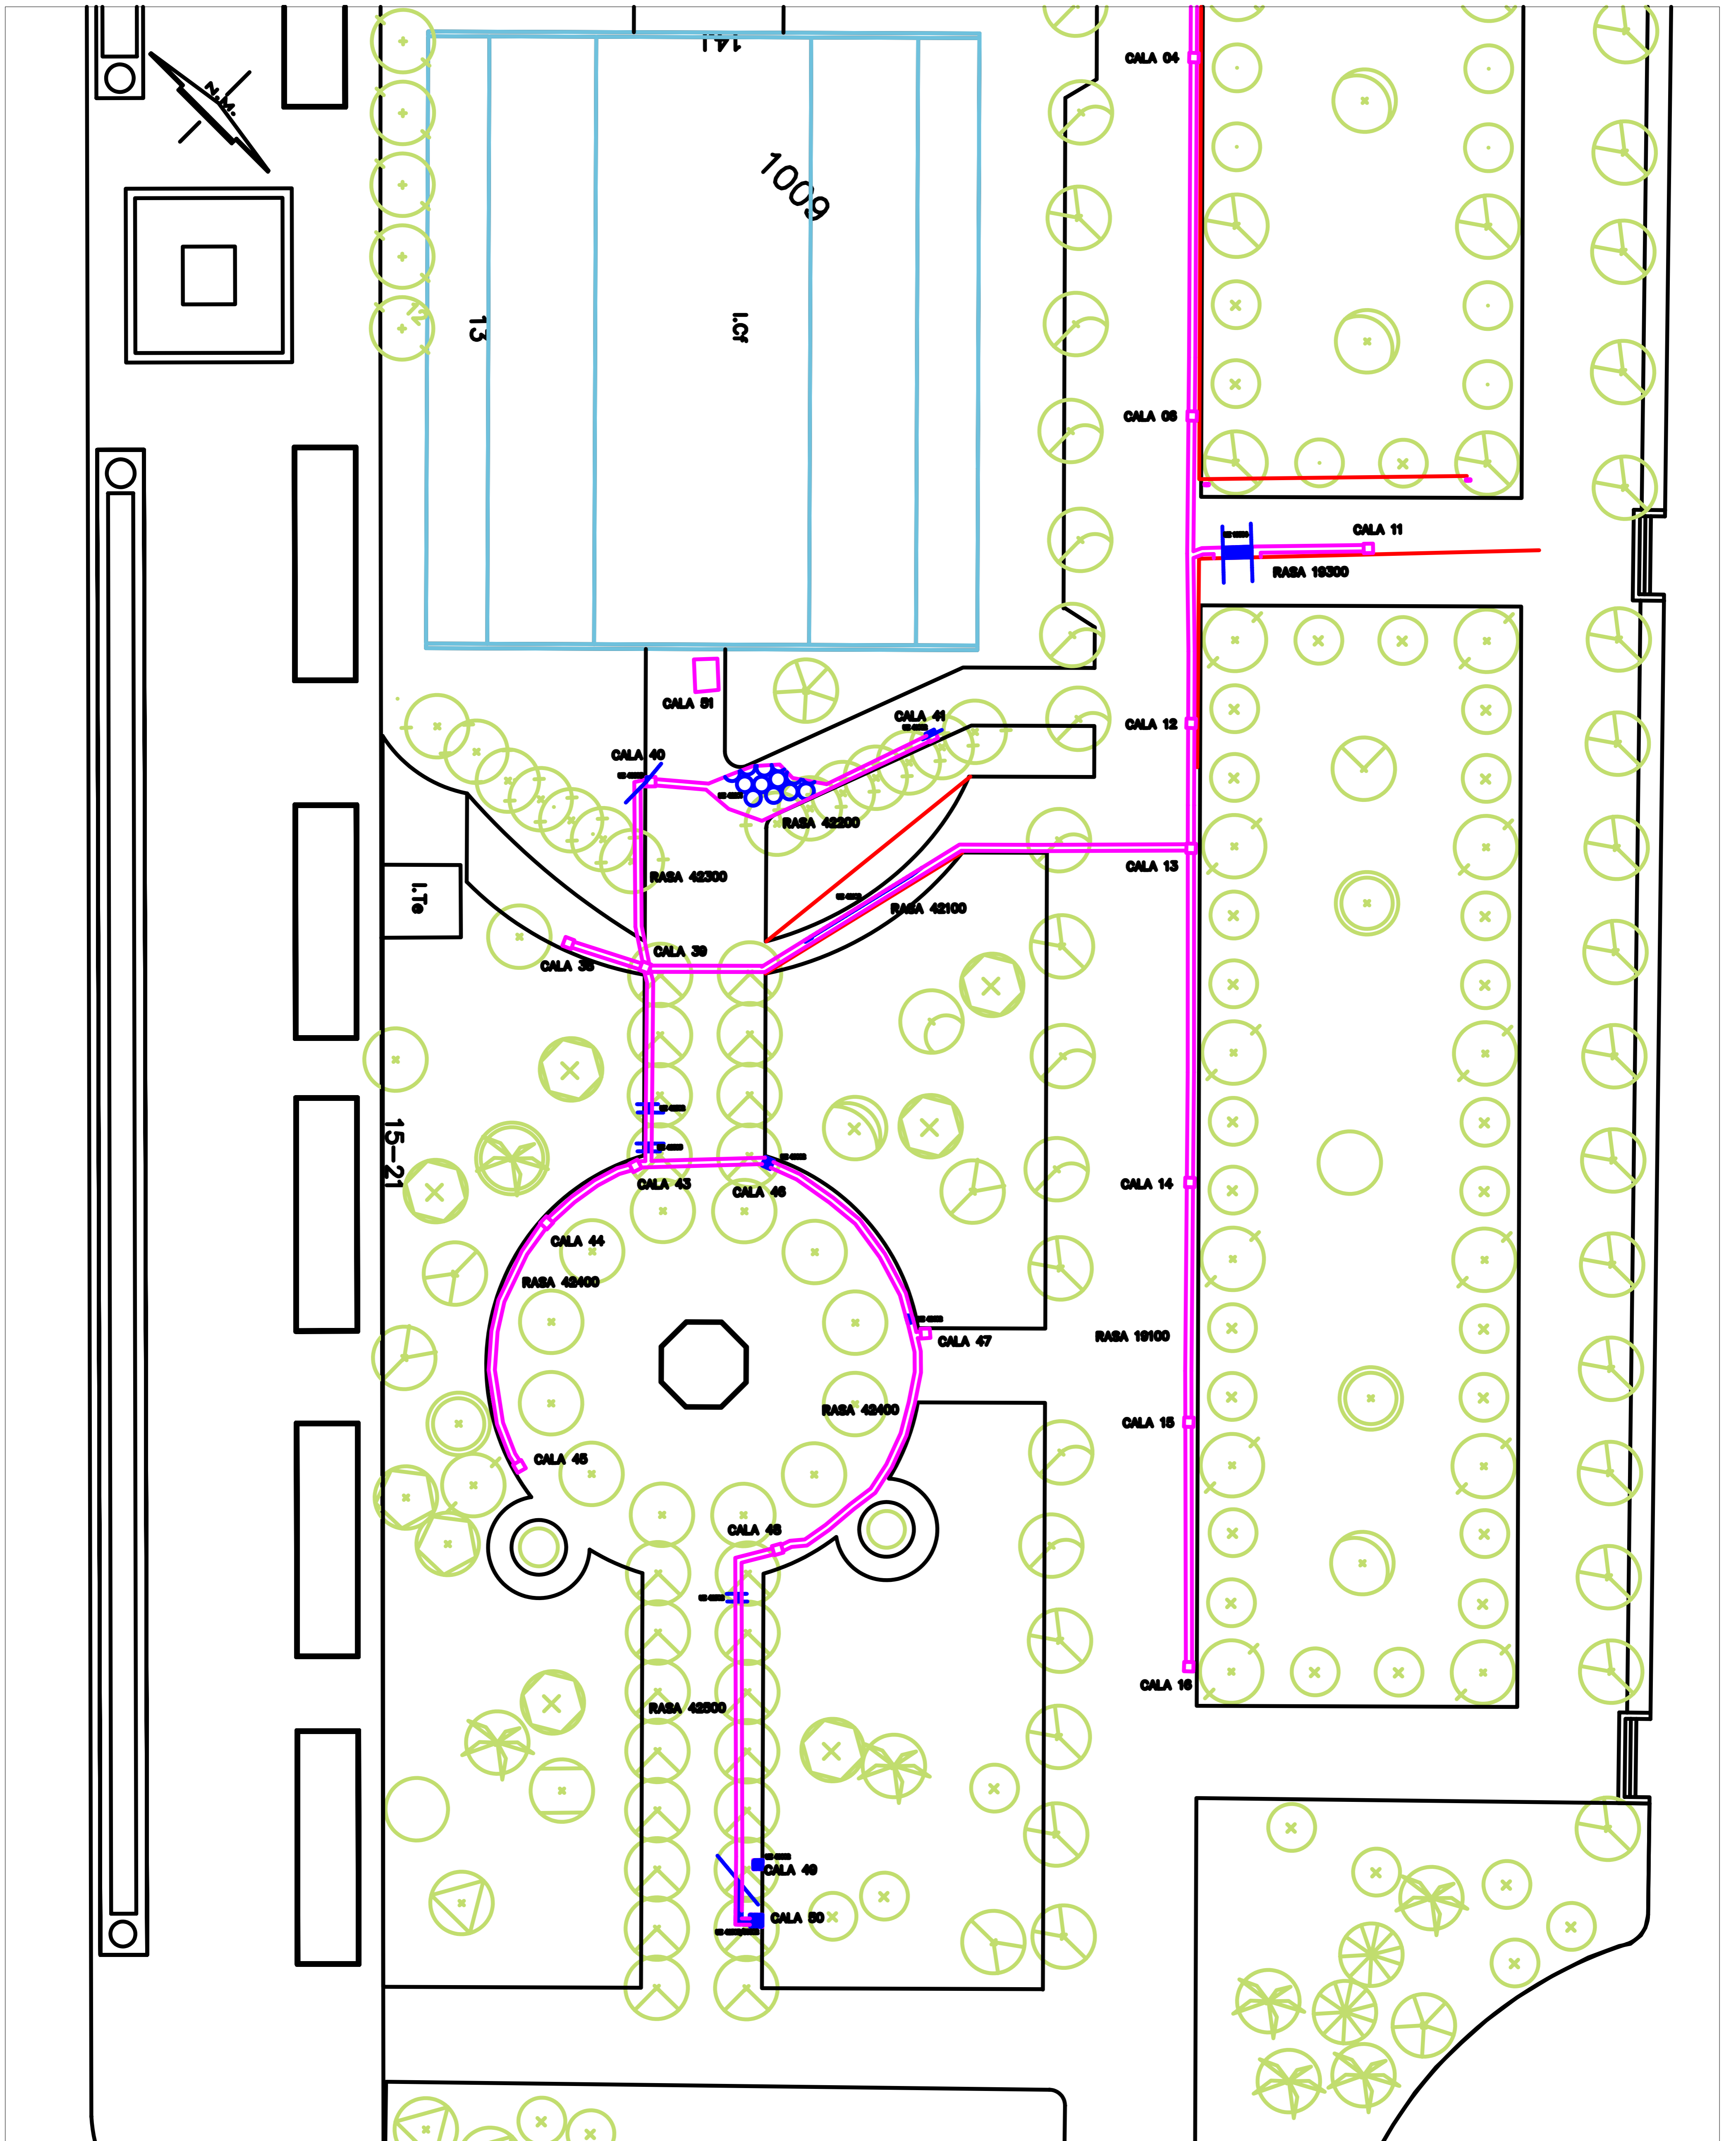 141
CALA 04
N.M.
1009
13
I.Cf
12
CALA 08
CALA 11
RASA 19300
CALA 51
CALA 41
CALA 12
CALA 40
RASA 42200
CALA 13
RASA 42300
I.Te
RASA 42100
CALA 39
CALA 38
15-21
CALA 43
CALA 46
CALA 14
CALA 44
RASA 42400
RASA 19100
CALA 47
RASA 42400
CALA 15
CALA 45
CALA 48
CALA 16
RASA 42500
CALA 49
CALA 50